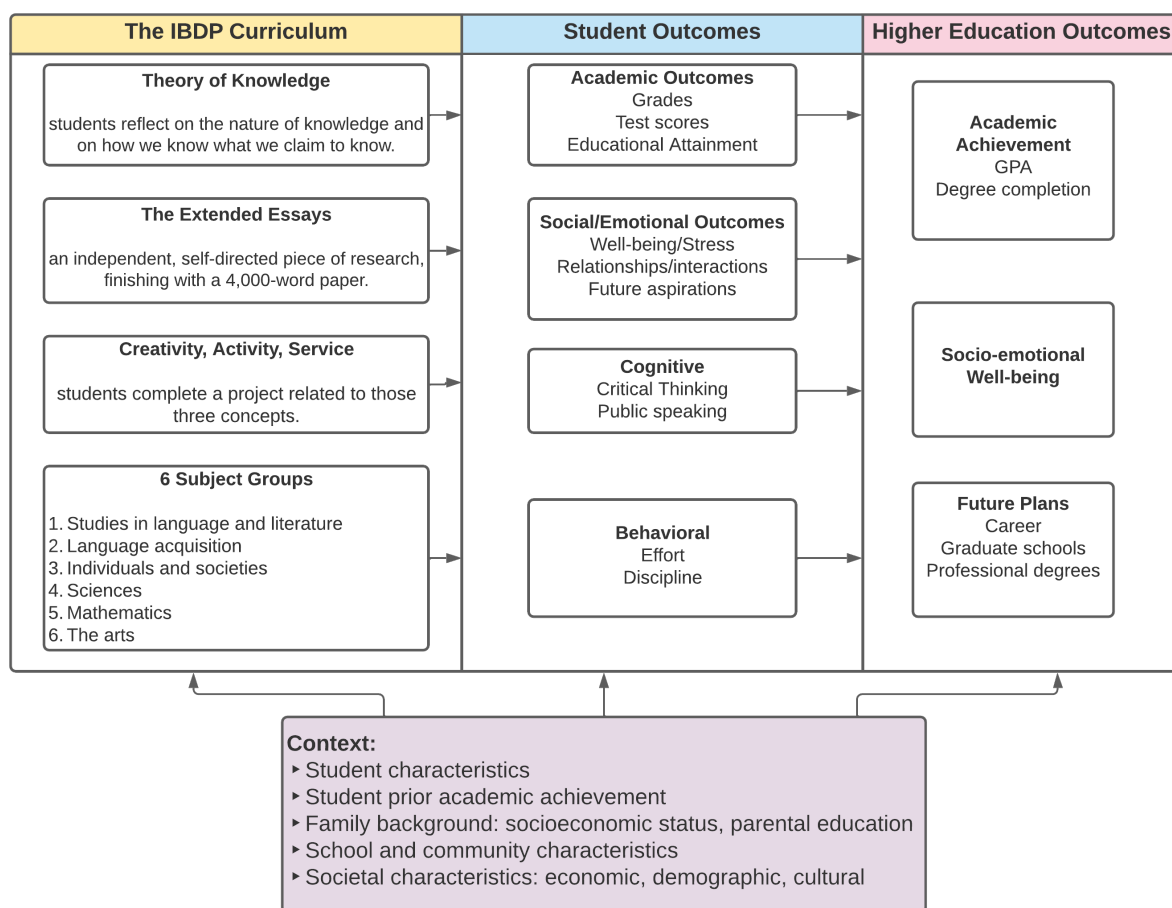 The IBDP Curriculum
Theory of Knowledge
students reflect on the nature of knowledge and
on how we know what we claim to know.
The Extended Essays
an independent, self-directed piece of research,
finishing with a 4,000-word paper.
Creativity, Activity, Service
students complete a project related to those
three concepts.
6 Subject Groups
1. Studies in language and literature
2. Language acquisition
3. Individuals and societies
4. Sciences
5. Mathematics
6. The arts
Student Outcomes
Academic Outcomes
Grades
Test scores
Educational Attainment
Social/Emotional Outcomes
Well-being/Stress
Relationships/interactions
Future aspirations
Cognitive
Critical Thinking
Public speaking
Behavioral
Effort
Discipline
Higher Education Outcomes
Academic
Achievement
GPA
Degree completion
Socio-emotional
Well-being
Future Plans
Career
Graduate schools
Professional degrees
Context:
‣ Student characteristics
‣ Student prior academic achievement
‣ Family background: socioeconomic status, parental education
‣ School and community characteristics
‣ Societal characteristics: economic, demographic, cultural